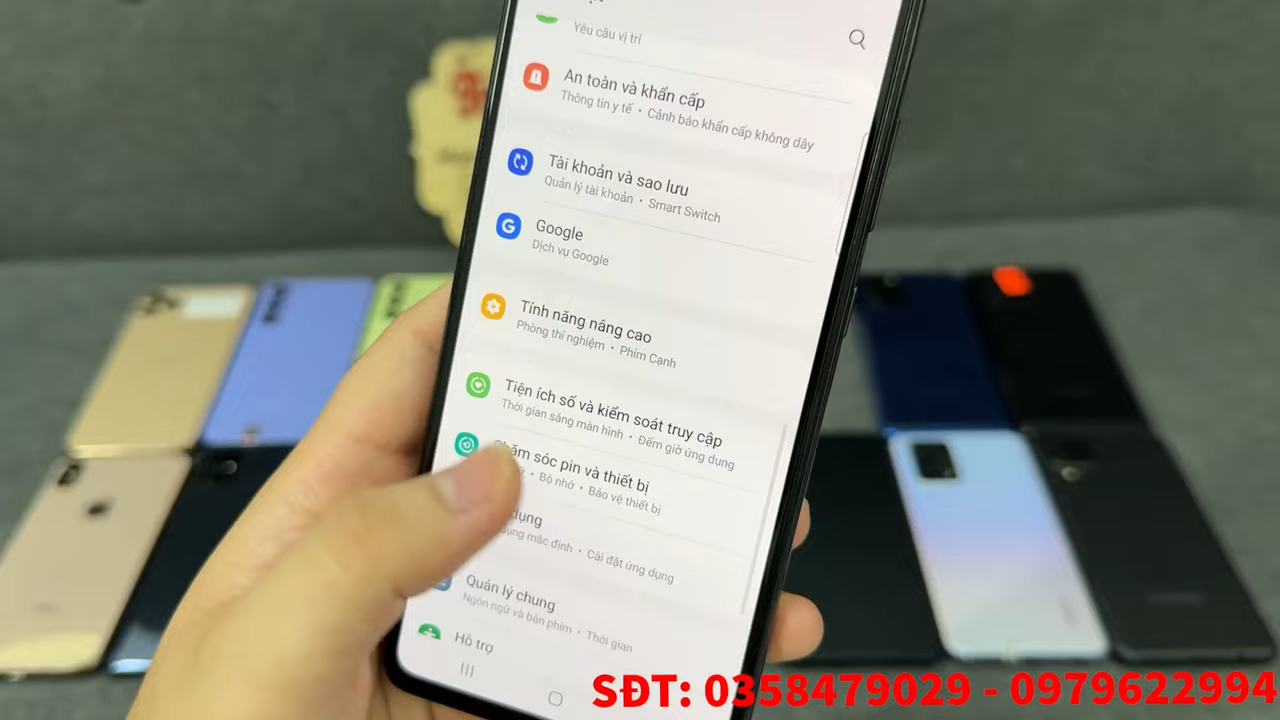 Yêu cầu vị trí
An toàn và khẩn cấp
Thông tin y tế • Cảnh báo khẩn cấp không dây
Tài khoản và sao lưu
Quản lý tài khoản • Smart Switch
Google
Dịch vụ Google
Tính năng nâng cao
Phòng thí nghiệm • Phím Cạnh
Tiện ích số và kiểm soát truy cập
Thời gian sáng màn hình • Đếm giờ ứng dụng
sóc pin và thiết bị
• Bộ nhớ • Bảo vệ thiết bị
dụng
mặc định • Cài đặt ứng dụng
Quản lý chung
Ngôn ngữ và bàn phím • Thời gian
Hỗ trợ
SĐT: 0358479029 - 0979622994